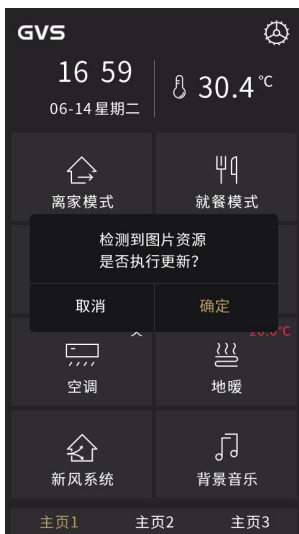 GVS
16 59
06-14 星期二
30.4 ℃
离家模式
就餐模式
检测到图片资源
是否执行更新?
取消
确定
空调
地暖
新风系统
背景音乐
主页1
主页2
主页3